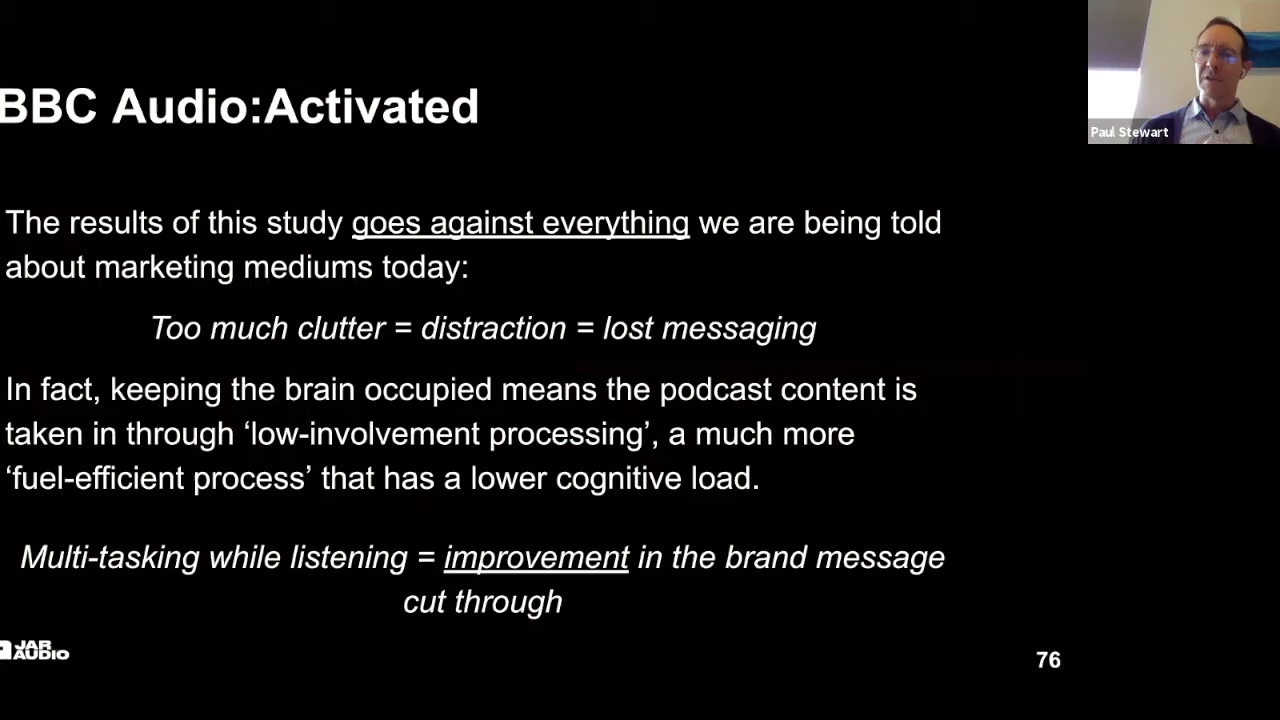 BBC Audio:Activated
Paul Stewart
The results of this study goes against everything we are being told
about marketing mediums today:
Too much clutter = distraction = lost messaging
In fact, keeping the brain occupied means the podcast content is
taken in through ‘low-involvement processing’, a much more
‘fuel-efficient process’ that has a lower cognitive load.
Multi-tasking while listening = improvement in the brand message
cut through
JAR
AUDIO
76